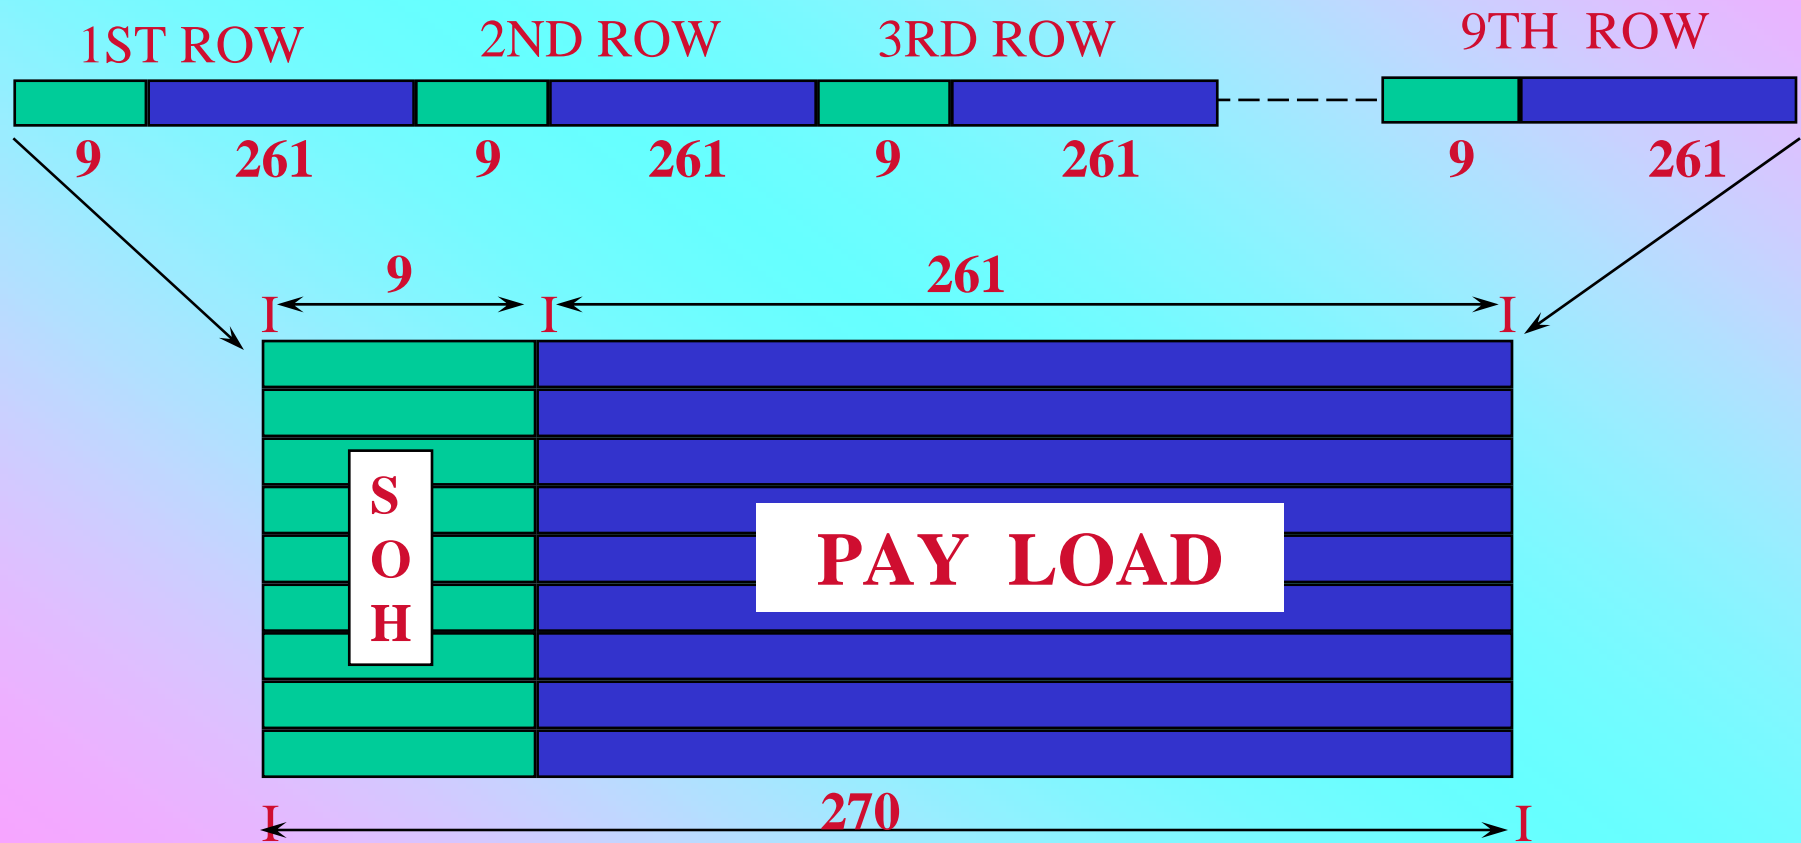 1ST ROW 2ND ROW 3RD ROW 9TH ROW
9 261 9 261 9 261 9 261
9 261
I I I
S
O
H
PAY LOAD
270
I I